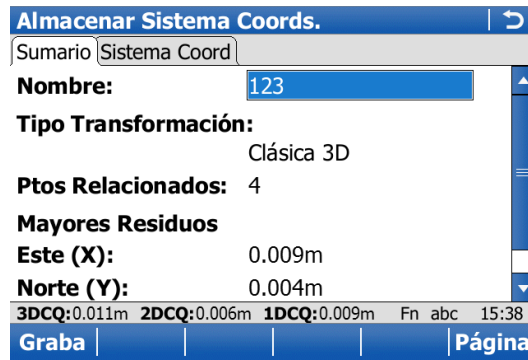 Almacenar Sistema Coords.
Sumario Sistema Coord
Nombre: 123
Tipo Transformación:
Clásica 3D
Ptos Relacionados: 4
Mayores Residuos
Este (X): 0.009m
Norte (Y): 0.004m
3DCQ:0.011m 2DCQ:0.006m 1DCQ:0.009m Fn abc 15:38
Graba Página